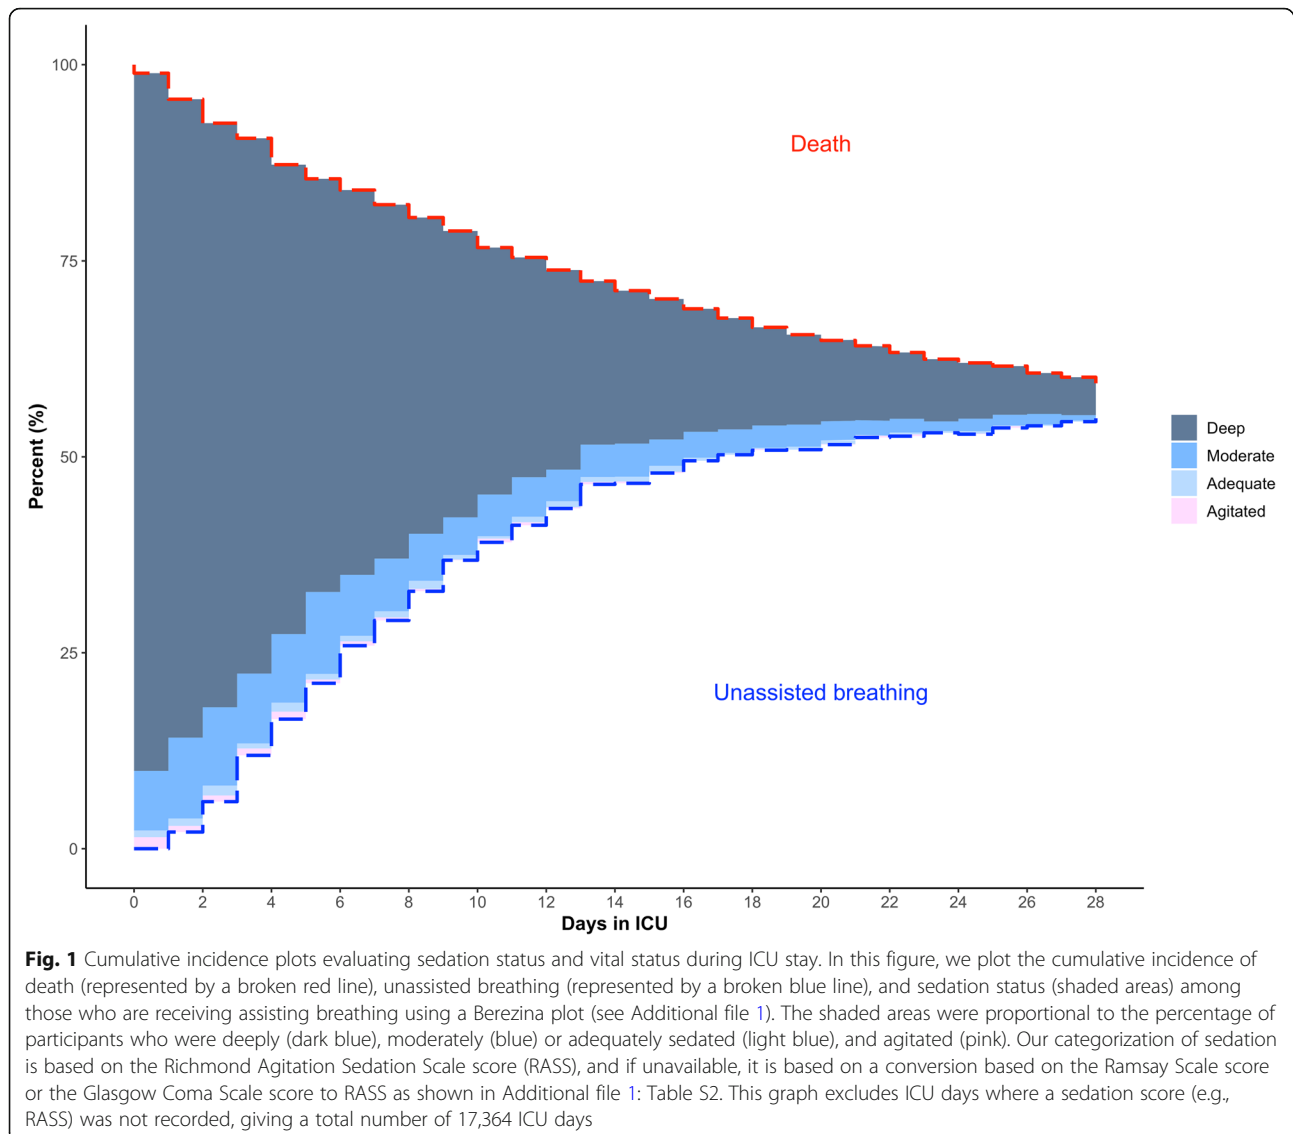 100
75
50
25
0
Percent (%)
Death
Unassisted breathing
Deep
Moderate
Adequate
Agitated
0 2 4 6 8 10 12 14 16 18 20 22 24 26 28
Days in ICU
Fig. 1 Cumulative incidence plots evaluating sedation status and vital status during ICU stay. In this figure, we plot the cumulative incidence of
death (represented by a broken red line), unassisted breathing (represented by a broken blue line), and sedation status (shaded areas) among
those who are receiving assisting breathing using a Berezina plot (see Additional file 1). The shaded areas were proportional to the percentage of
participants who were deeply (dark blue), moderately (blue) or adequately sedated (light blue), and agitated (pink). Our categorization of sedation
is based on the Richmond Agitation Sedation Scale score (RASS), and if unavailable, it is based on a conversion based on the Ramsay Scale score
or the Glasgow Coma Scale score to RASS as shown in Additional file 1: Table S2. This graph excludes ICU days where a sedation score (e.g.,
RASS) was not recorded, giving a total number of 17,364 ICU days